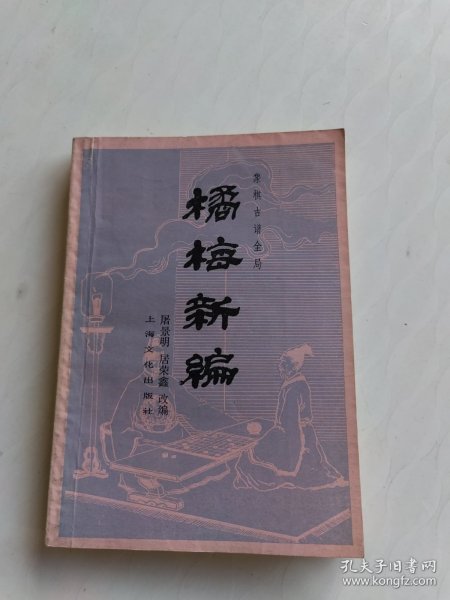 象棋古谱全局
橘梅新编
屠景明 居荣鑫 改编
上海文化出版社
孔夫子旧书网
www.kongfz.com